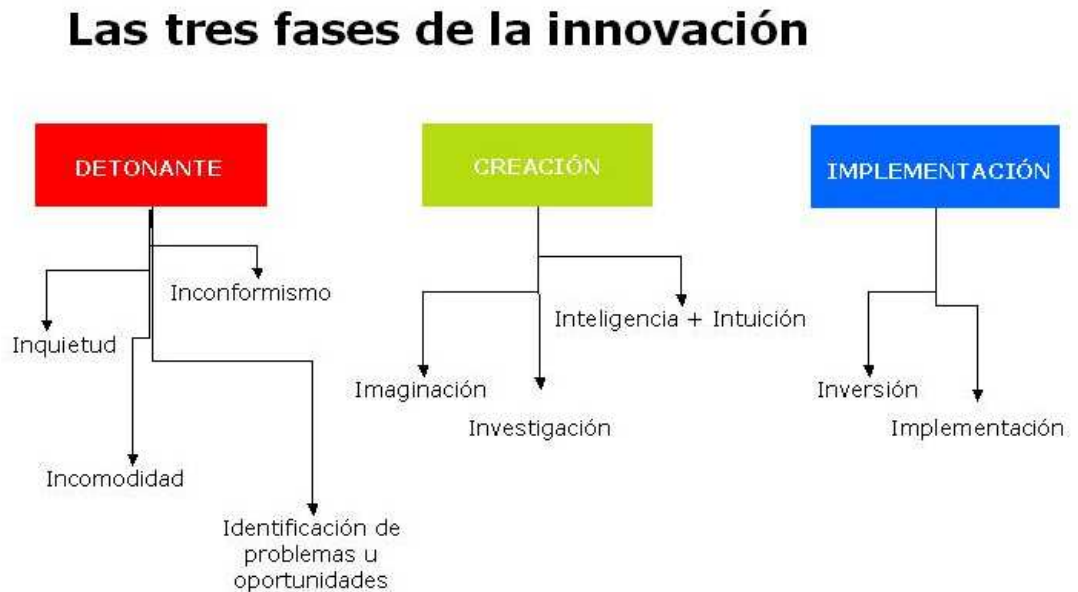 Las tres fases de la innovación
DETONANTE
CREACIÓN
IMPLEMENTACIÓN
Inconformismo
Inquietud
Incomodidad
Identificación de
problemas u
oportunidades
Inteligencia + Intuición
Imaginación
Investigación
Inversión
Implementación